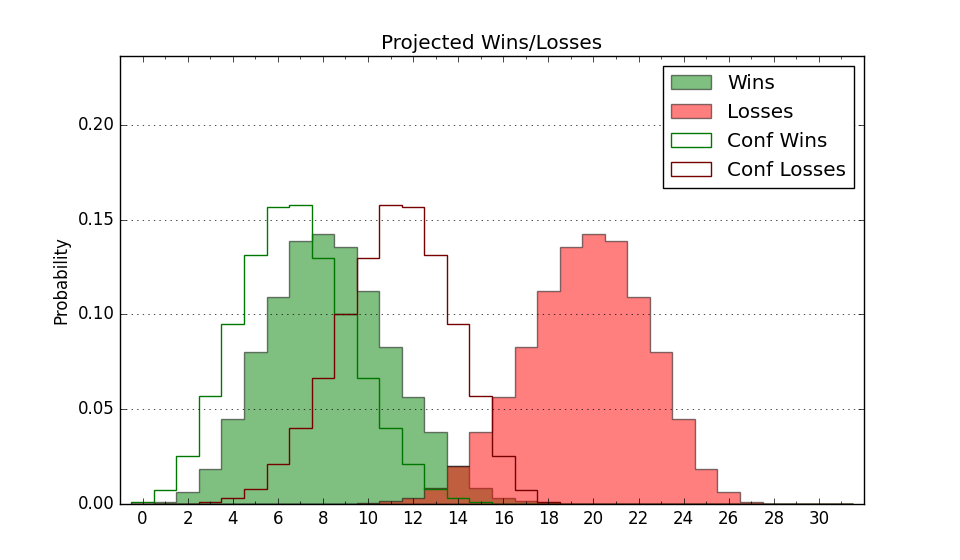 Projected Wins/Losses
Wins
Losses
Conf Wins
Conf Losses
Probability
0.20
0.15
0.10
0.05
0.00
0 2 4 6 8 10 12 14 16 18 20 22 24 26 28 30